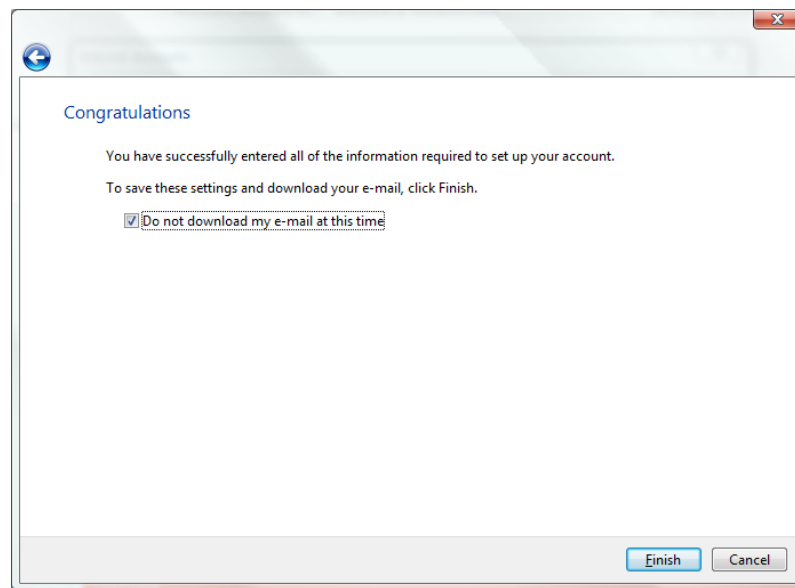 Congratulations
You have successfully entered all of the information required to set up your account.
To save these settings and download your e-mail, click Finish.
Do not download my e-mail at this time
Finish
Cancel